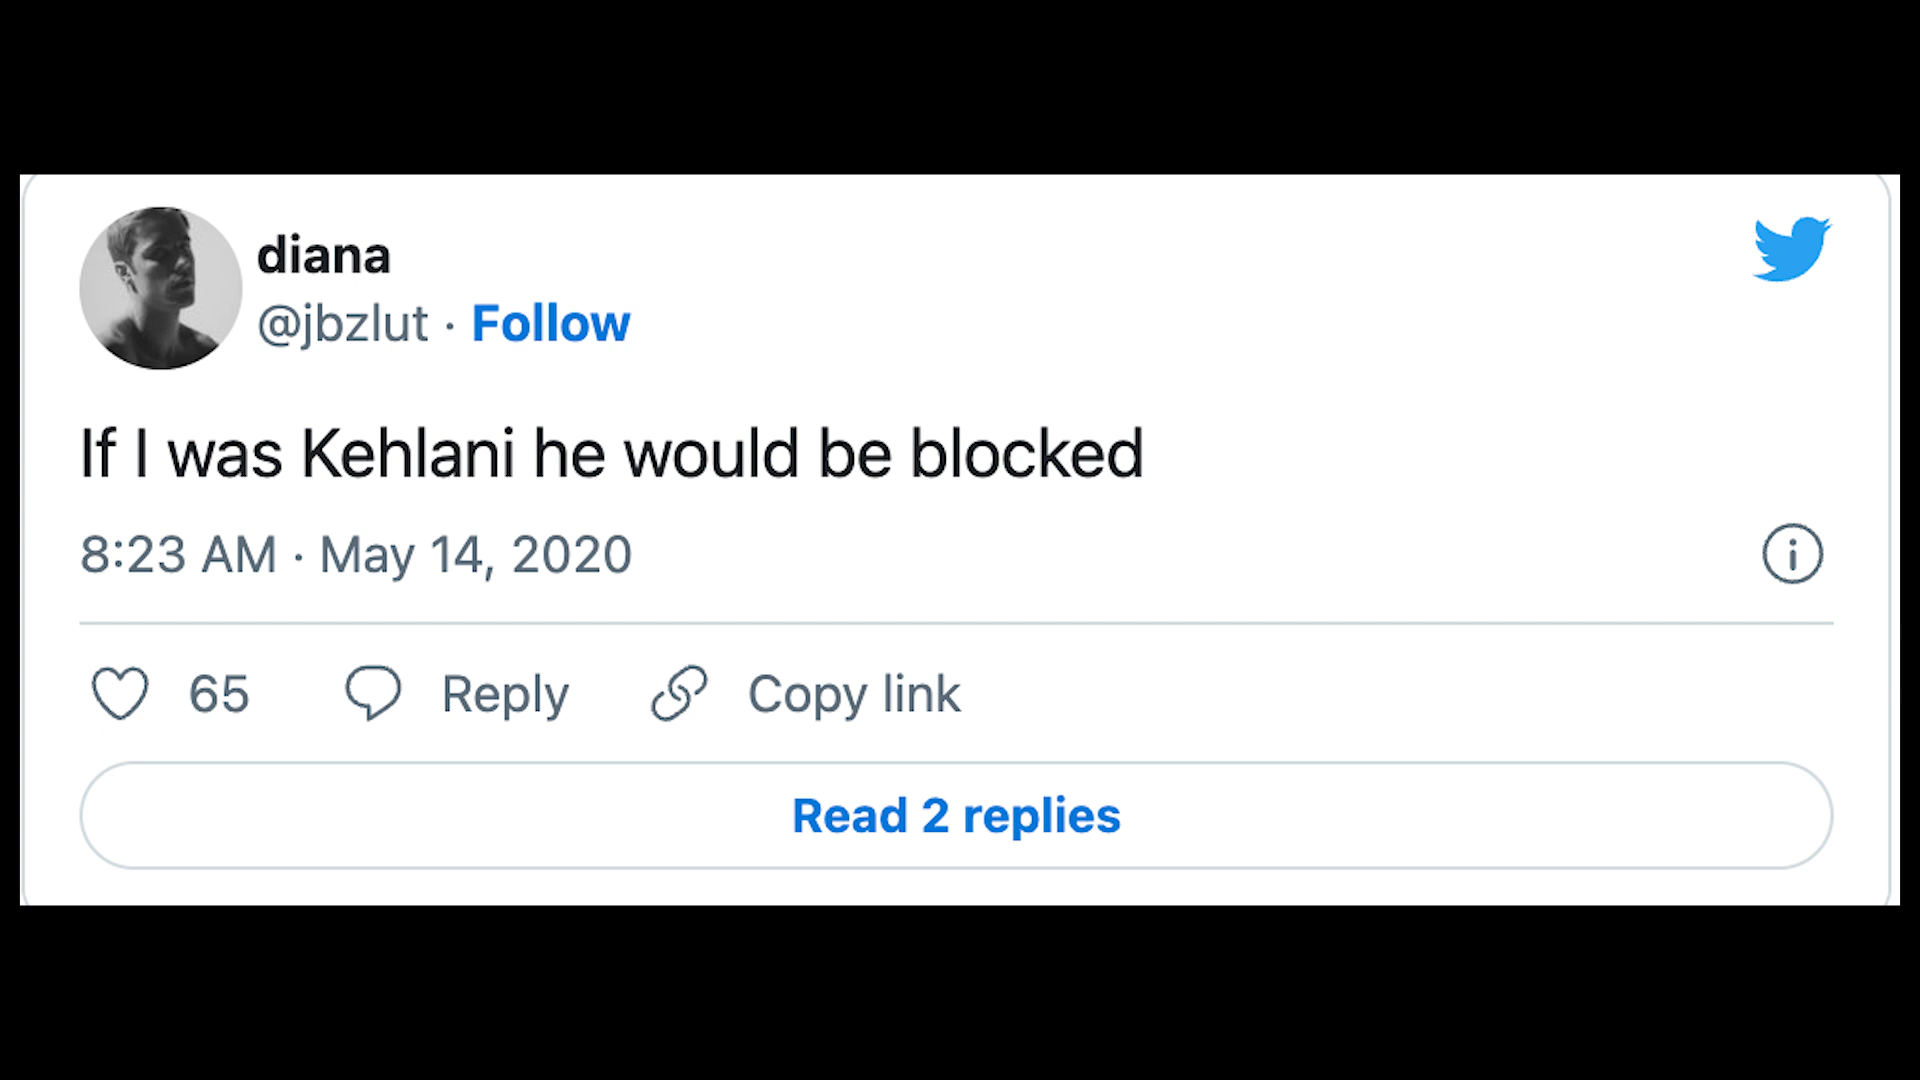 diana
@jbzlut · Follow
If I was Kehlani he would be blocked
8:23 AM · May 14, 2020
65 Reply Copy link
Read 2 replies